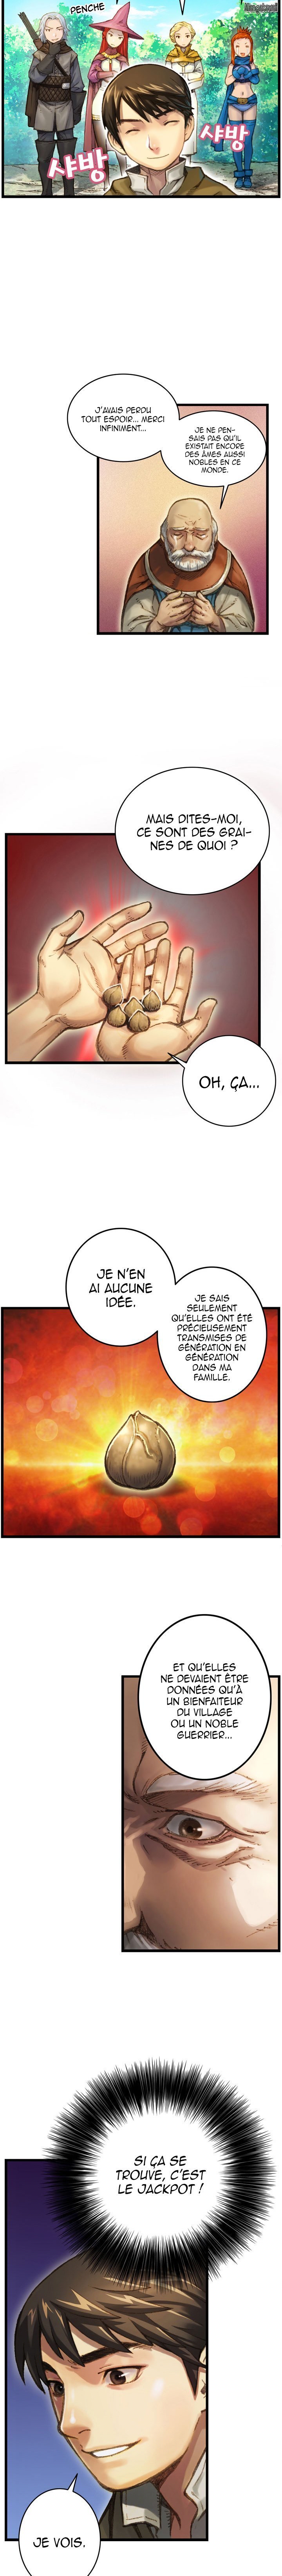 PENCHE
샤방
샤방
J'AVAIS PERDU
TOUT ESPOIR... MERCI
INFINIMENT...
JE NE PEN-
SAIS PAS QU'IL
EXISTAIT ENCORE
DES ÂMES AUSSI
NOBLES EN CE
MONDE.
MAIS DITES-MOI,
CE SONT DES GRAI-
NES DE QUOI ?
OH, ÇA...
JE N'EN
AI AUCUNE
IDÉE.
JE SAIS
SEULEMENT
QU'ELLES ONT ÉTÉ
PRÉCIEUSEMENT
TRANSMISES DE
GÉNÉRATION EN
GÉNÉRATION
DANS MA
FAMILLE.
ET QU'ELLES
NE DEVAIENT ÊTRE
DONNÉES QU'À
UN BIENFAITEUR
DU VILLAGE
OU UN NOBLE
GUERRIER...
SI ÇA SE
TROUVE, C'EST
LE JACKPOT !
JE VOIS.